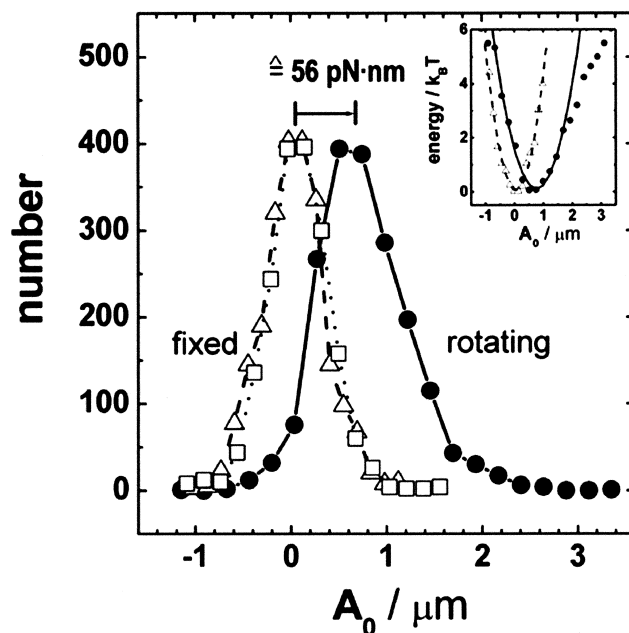 500
400
300
200
100
0
number
-1
0
1
2
3
A₀ / μm
≙ 56 pN·nm
fixed
rotating
6
4
2
0
energy / k_BT
-1
0
1
2
3
A₀ / μm